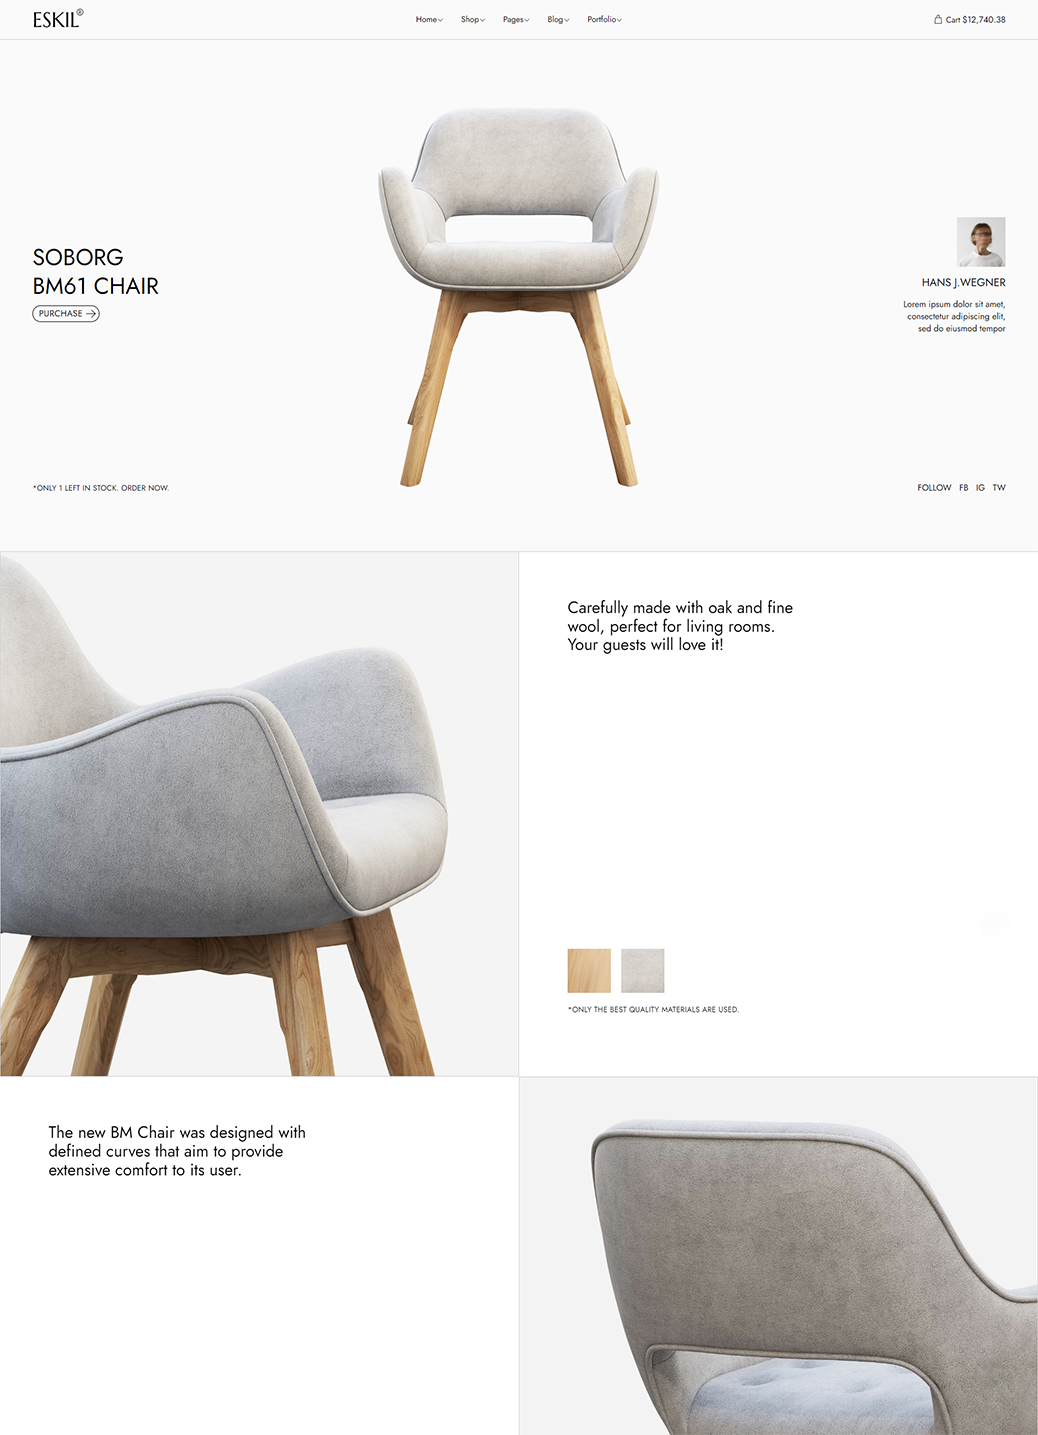 ESKIL®
Home
Shop
Pages
Blog
Portfolio
Cart $12,740.38
SOBORG
BM61 CHAIR
PURCHASE
HANS J.WEGNER
Lorem ipsum dolor sit amet,
consectetur adipiscing elit,
sed do eiusmod tempor
*ONLY 1 LEFT IN STOCK. ORDER NOW.
FOLLOW FB IG TW
Carefully made with oak and fine
wool, perfect for living rooms.
Your guests will love it!
*ONLY THE BEST QUALITY MATERIALS ARE USED.
The new BM Chair was designed with
defined curves that aim to provide
extensive comfort to its user.